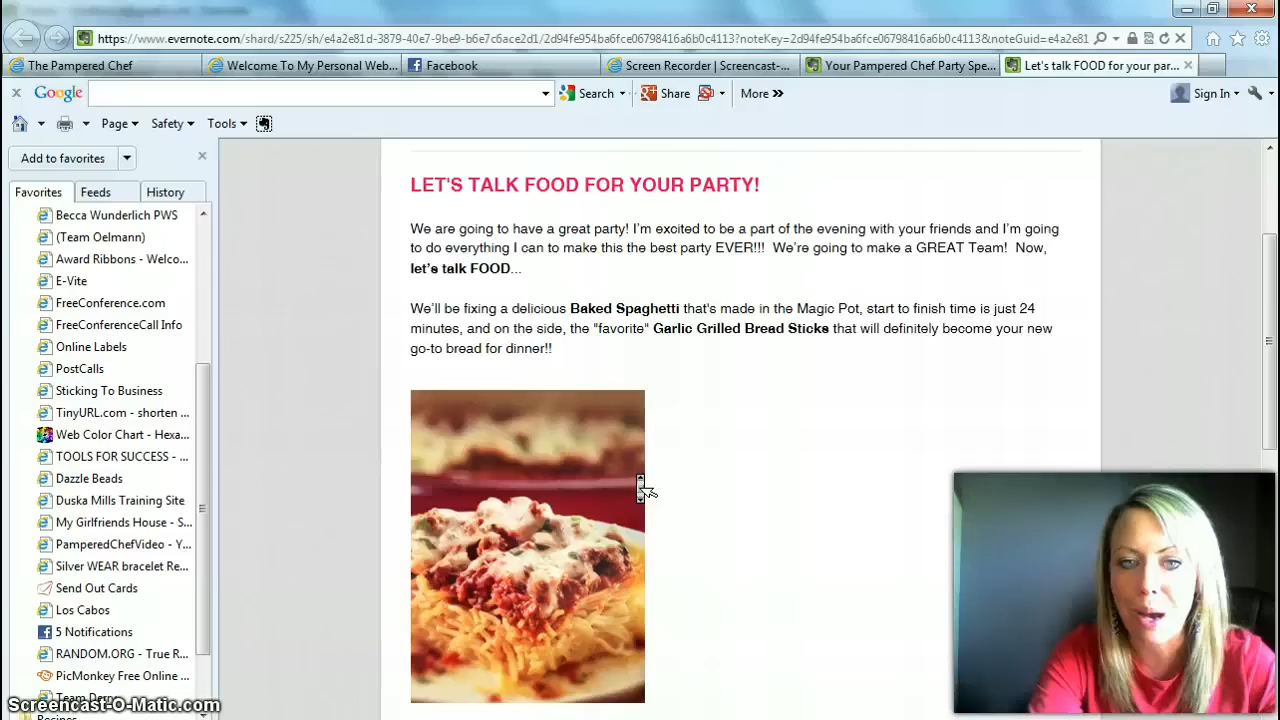 https://www.evernote.com/shard/s225/sh/e4a2e81d-3879-40e7-9be9-b6e7c6ace2d1/2d94fe954ba6fce06798416a6b0c4113?noteKey=2d94fe954ba6fce06798416a6b0c4113&noteGuid=e4a2e81
The Pampered Chef
Welcome To My Personal Web...
Facebook
Screen Recorder | Screencast-...
Your Pampered Chef Party Spe...
Let's talk FOOD for your par...
Google
Search
Share
More »
Sign In
Page
Safety
Tools
Add to favorites
Favorites
Feeds
History
Becca Wunderlich PWS
(Team Oelmann)
Award Ribbons - Welco...
E-Vite
FreeConference.com
FreeConferenceCall Info
Online Labels
PostCalls
Sticking To Business
TinyURL.com - shorten ...
Web Color Chart - Hexa...
TOOLS FOR SUCCESS - ...
Dazzle Beads
Duska Mills Training Site
My Girlfriends House - S...
PamperedChefVideo - Y...
Silver WEAR bracelet Re...
Send Out Cards
Los Cabos
5 Notifications
RANDOM.ORG - True R...
PicMonkey Free Online ...
Screencast-O-Matic.com
LET'S TALK FOOD FOR YOUR PARTY!
We are going to have a great party! I'm excited to be a part of the evening with your friends and I'm going
to do everything I can to make this the best party EVER!!! We're going to make a GREAT Team! Now,
let's talk FOOD...
We'll be fixing a delicious Baked Spaghetti that's made in the Magic Pot, start to finish time is just 24
minutes, and on the side, the "favorite" Garlic Grilled Bread Sticks that will definitely become your new
go-to bread for dinner!!